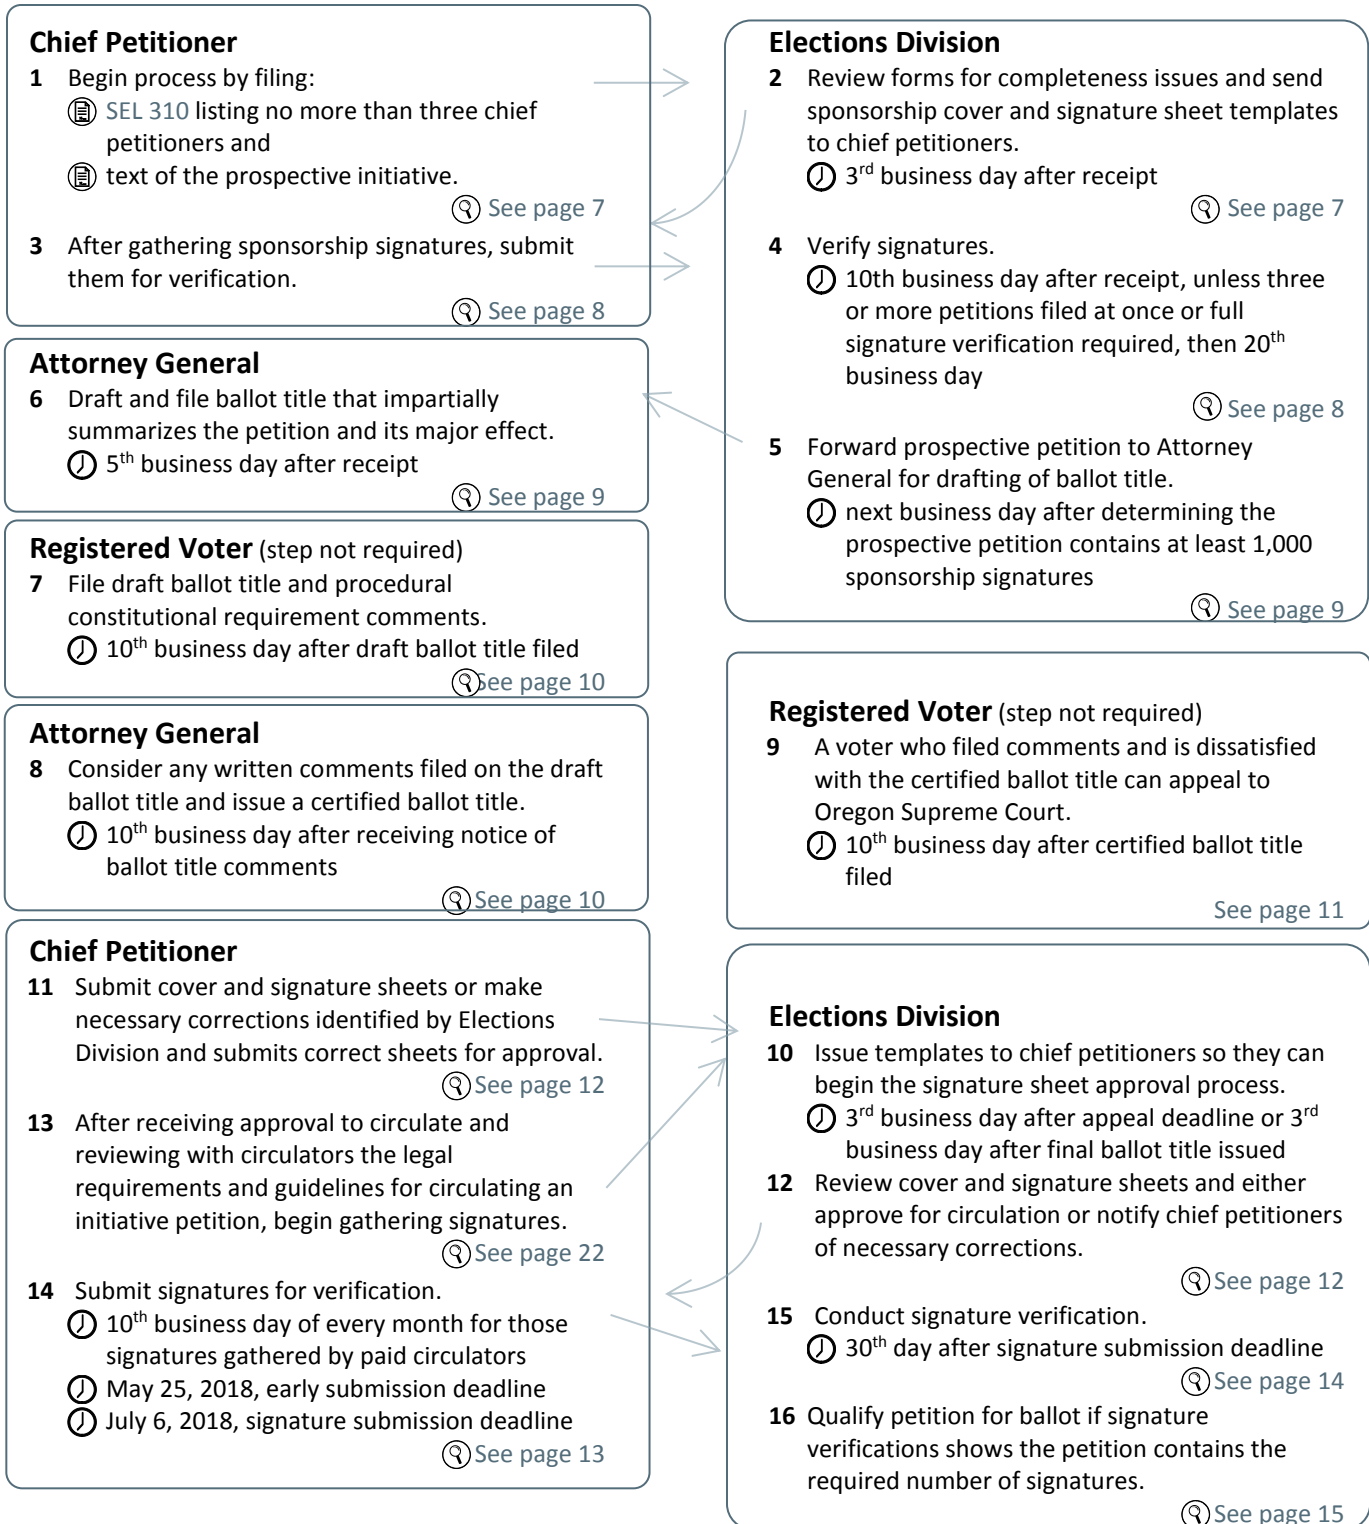 Chief Petitioner
1 Begin process by filing:
SEL 310 listing no more than three chief
petitioners and
text of the prospective initiative.
See page 7
3 After gathering sponsorship signatures, submit
them for verification.
See page 8
Elections Division
2 Review forms for completeness issues and send
sponsorship cover and signature sheet templates
to chief petitioners.
3rd business day after receipt
See page 7
4 Verify signatures.
10th business day after receipt, unless three
or more petitions filed at once or full
signature verification required, then 20th
business day
See page 8
5 Forward prospective petition to Attorney
General for drafting of ballot title.
next business day after determining the
prospective petition contains at least 1,000
sponsorship signatures
See page 9
Attorney General
6 Draft and file ballot title that impartially
summarizes the petition and its major effect.
5th business day after receipt
See page 9
Registered Voter (step not required)
7 File draft ballot title and procedural
constitutional requirement comments.
10th business day after draft ballot title filed
See page 10
Attorney General
8 Consider any written comments filed on the draft
ballot title and issue a certified ballot title.
10th business day after receiving notice of
ballot title comments
See page 10
Registered Voter (step not required)
9 A voter who filed comments and is dissatisfied
with the certified ballot title can appeal to
Oregon Supreme Court.
10th business day after certified ballot title
filed
See page 11
Chief Petitioner
11 Submit cover and signature sheets or make
necessary corrections identified by Elections
Division and submits correct sheets for approval.
See page 12
13 After receiving approval to circulate and
reviewing with circulators the legal
requirements and guidelines for circulating an
initiative petition, begin gathering signatures.
See page 22
14 Submit signatures for verification.
10th business day of every month for those
signatures gathered by paid circulators
May 25, 2018, early submission deadline
July 6, 2018, signature submission deadline
See page 13
Elections Division
10 Issue templates to chief petitioners so they can
begin the signature sheet approval process.
3rd business day after appeal deadline or 3rd
business day after final ballot title issued
12 Review cover and signature sheets and either
approve for circulation or notify chief petitioners
of necessary corrections.
See page 12
15 Conduct signature verification.
30th day after signature submission deadline
See page 14
16 Qualify petition for ballot if signature
verifications shows the petition contains the
required number of signatures.
See page 15